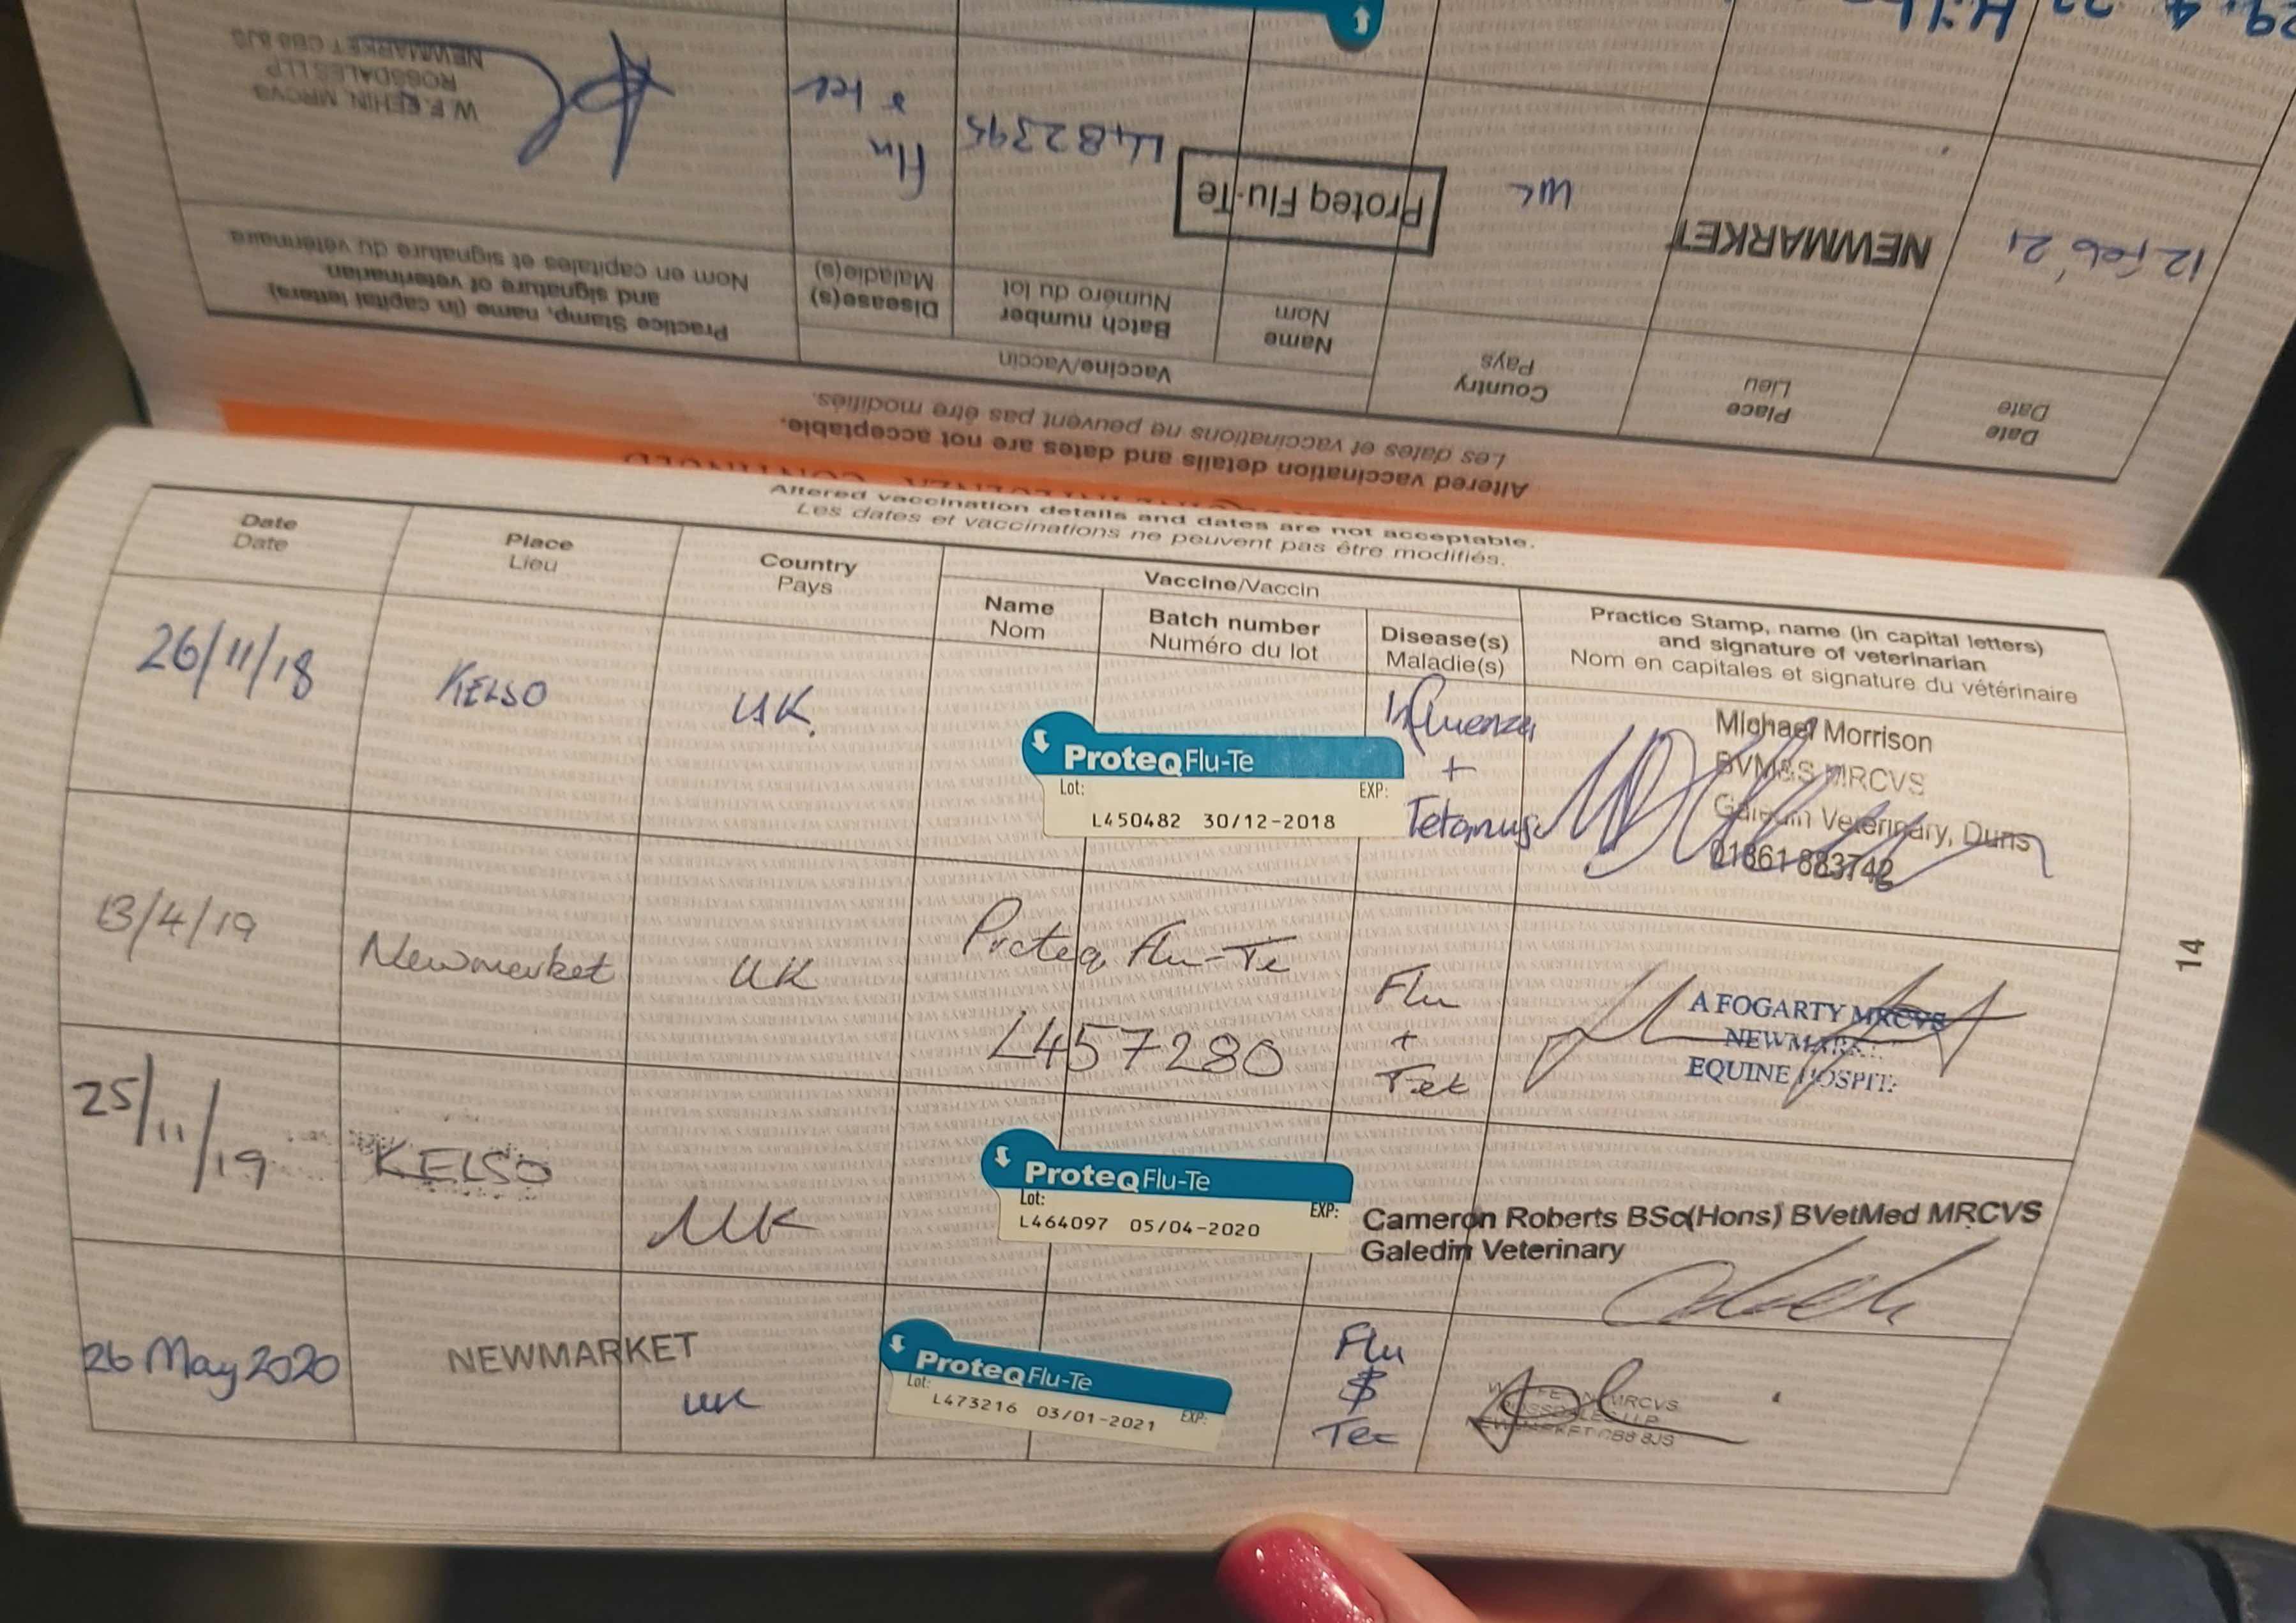 Altered vaccination details and dates are not acceptable.
Les dates et vaccinations ne peuvent pas être modifiés.
Date
Date
Place
Lieu
Country
Pays
Vaccine/Vaccin
Name
Nom
Batch number
Numéro du lot
Disease(s)
Maladie(s)
Practice Stamp, name (in capital letters)
and signature of veterinarian
Nom en capitales et signature du vétérinaire
26/11/18
KELSO
UK
ProteQ Flu-Te
Lot: EXP:
L450482 30/12-2018
Influenza
+
Tetanus
Michael Morrison
BVM&S MRCVS
Galedin Veterinary, Duns
01361 883742
13/4/19
Newmarket
UK
Proteq Flu-Te
L457280
Flu
+
Tet
A FOGARTY MRCVS
NEWMARK
EQUINE HOSPIT
25/11/19
KELSO
UK
ProteQ Flu-Te
Lot: EXP:
L464097 05/04-2020
Cameron Roberts BSc(Hons) BVetMed MRCVS
Galedin Veterinary
26 May 2020
NEWMARKET
UK
ProteQ Flu-Te
Lot: EXP:
L473216 03/01-2021
Flu
&
Tet
MRCVS
ROSSDALES LLP
NEWMARKET CB8 8JS
14
Altered vaccination details and dates are not acceptable.
Les dates et vaccinations ne peuvent pas être modifiés.
Date
Date
Place
Lieu
Country
Pays
Vaccine/Vaccin
Name
Nom
Batch number
Numéro du lot
Disease(s)
Maladie(s)
Practice Stamp, name (in capital letters)
and signature of veterinarian
Nom en capitales et signature du vétérinaire
12 Feb '21
NEWMARKET
UK
Proteq Flu-Te
L482395
Flu
& tet
MRCVS
ROSSDALES LLP
NEWMARKET CB8 8JS